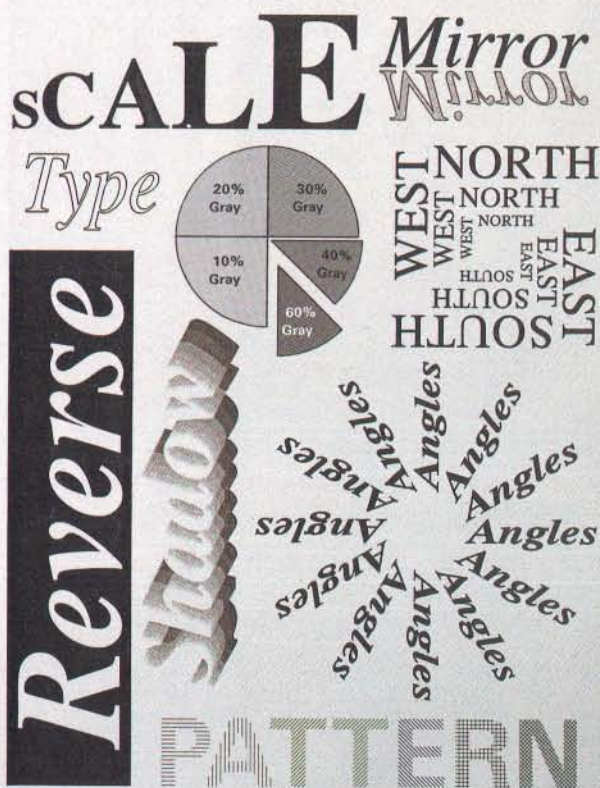 sCALE
Mirror
Mirror
Type
20%
Gray
30%
Gray
40%
Gray
10%
Gray
60%
Gray
WEST
NORTH
WEST
NORTH
WEST
NORTH
EAST
EAST
EAST
SOUTH
SOUTH
SOUTH
Reverse
Shadow
Angles
Angles
Angles
Angles
Angles
Angles
Angles
Angles
Angles
Angles
Angles
Angles
PATTERN